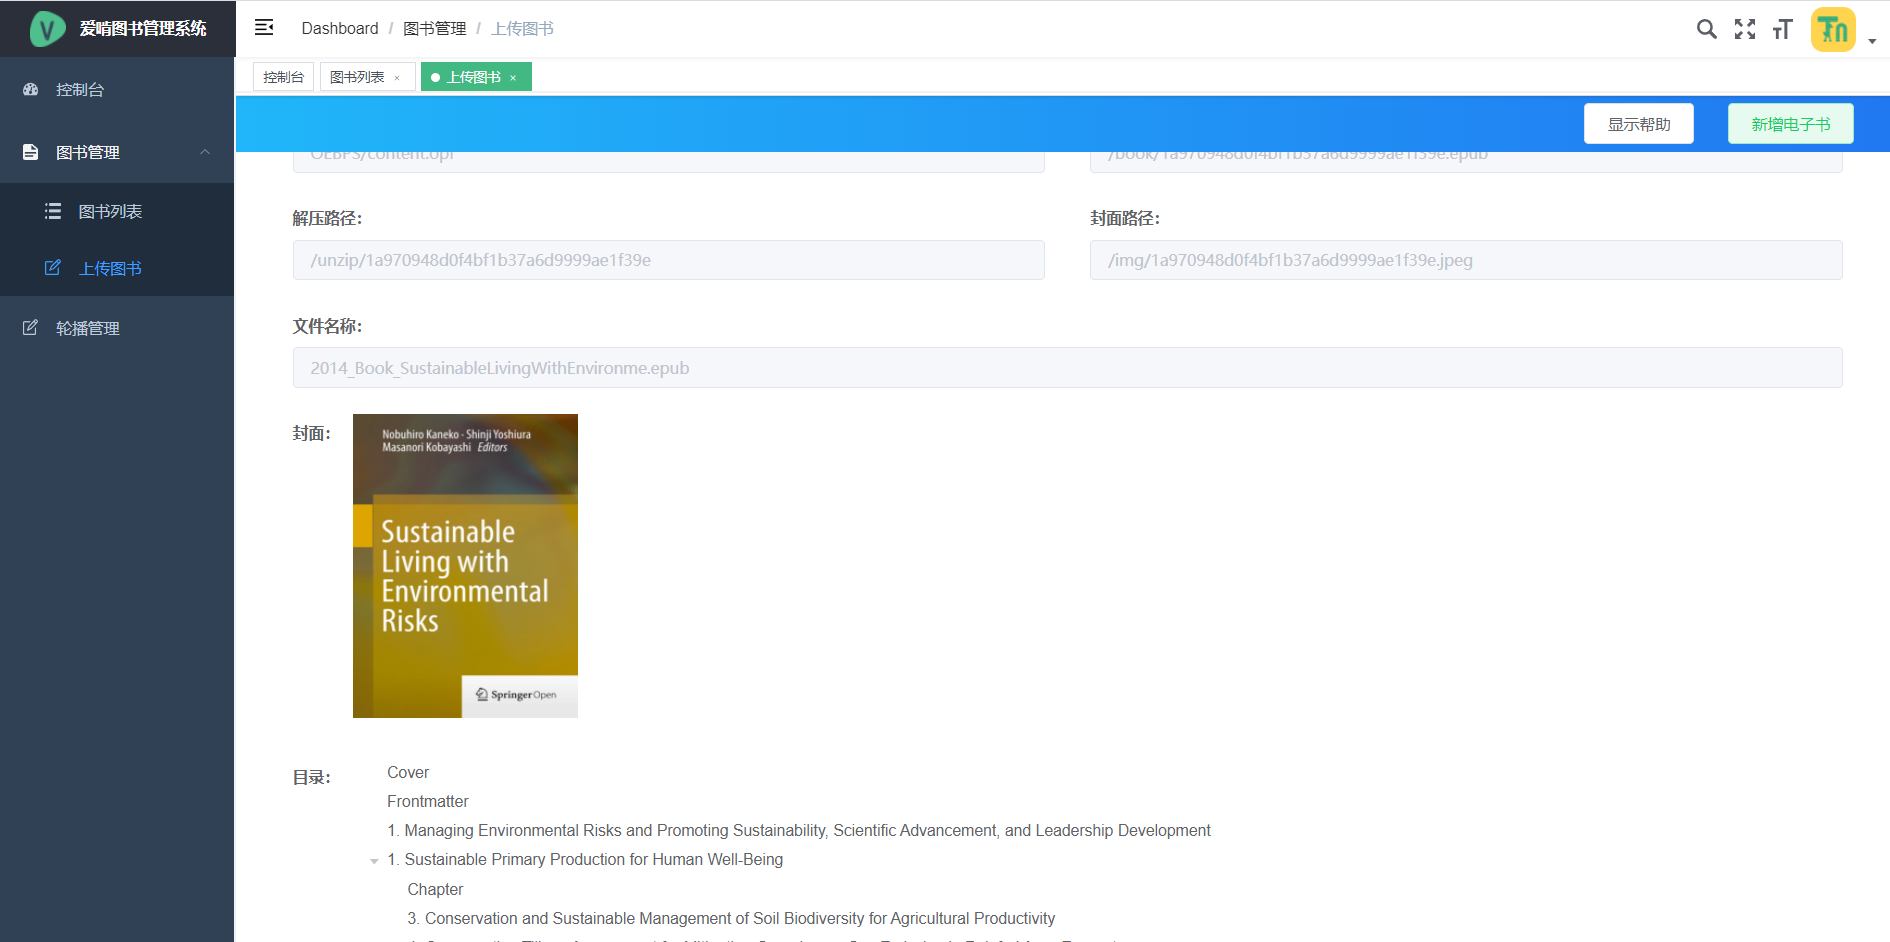 爱啃图书管理系统
Dashboard / 图书管理 / 上传图书
控制台
图书列表 ×
上传图书 ×
控制台
图书管理
图书列表
上传图书
轮播管理
显示帮助
新增电子书
OEBPS/content.opf
/book/1a970948d0f4bf1b37a6d9999ae1f39e.epub
解压路径:
封面路径:
/unzip/1a970948d0f4bf1b37a6d9999ae1f39e
/img/1a970948d0f4bf1b37a6d9999ae1f39e.jpeg
文件名称:
2014_Book_SustainableLivingWithEnvironme.epub
封面:
Nobuhiro Kaneko · Shinji Yoshiura
Masanori Kobayashi Editors
Sustainable
Living with
Environmental
Risks
Springer Open
目录:
Cover
Frontmatter
1. Managing Environmental Risks and Promoting Sustainability, Scientific Advancement, and Leadership Development
1. Sustainable Primary Production for Human Well-Being
Chapter
3. Conservation and Sustainable Management of Soil Biodiversity for Agricultural Productivity